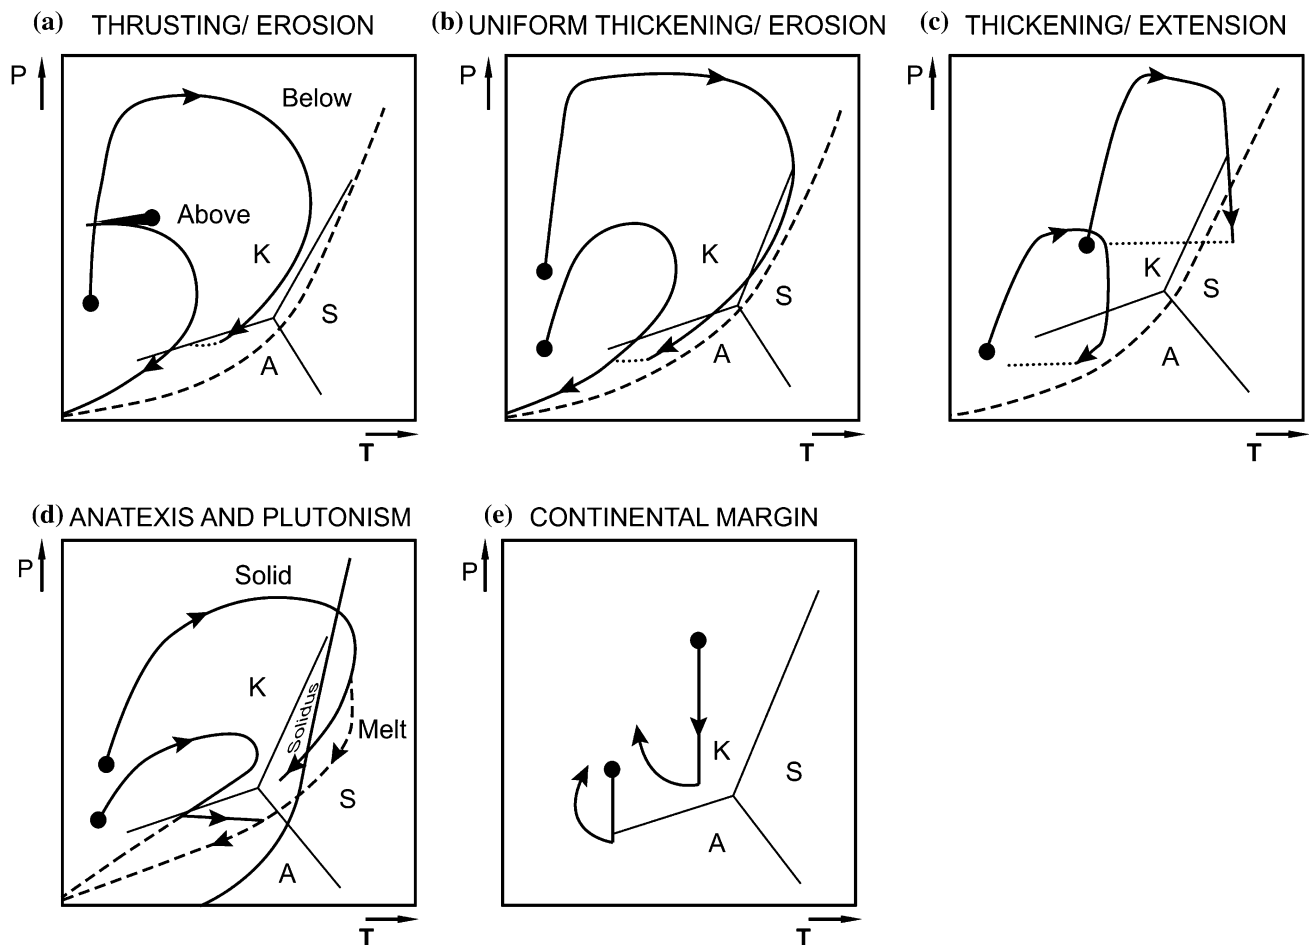 (a) THRUSTING/ EROSION
P
Below
Above
K
S
A
T
(b) UNIFORM THICKENING/ EROSION
P
K
S
A
T
(c) THICKENING/ EXTENSION
P
K
S
A
T
(d) ANATEXIS AND PLUTONISM
P
Solid
K
Solidus
Melt
S
A
T
(e) CONTINENTAL MARGIN
P
K
S
A
T